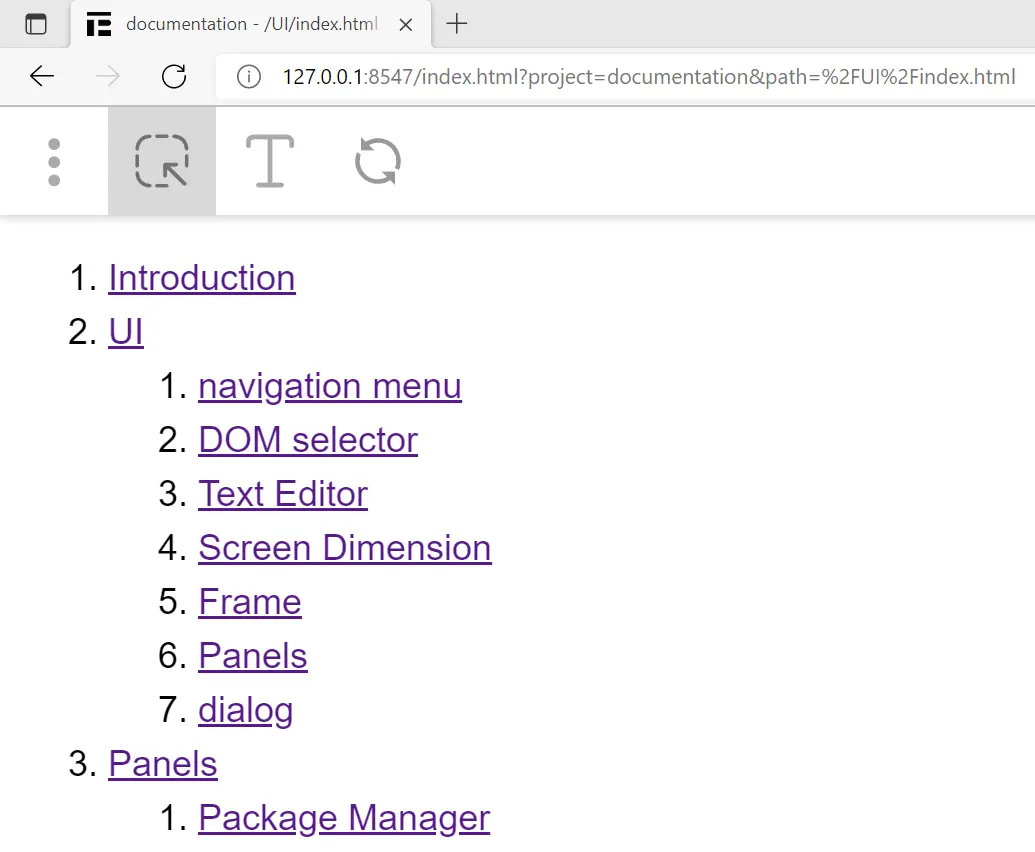 documentation - /UI/index.html
127.0.0.1:8547/index.html?project=documentation&path=%2FUI%2Findex.html
1. Introduction
2. UI
1. navigation menu
2. DOM selector
3. Text Editor
4. Screen Dimension
5. Frame
6. Panels
7. dialog
3. Panels
1. Package Manager